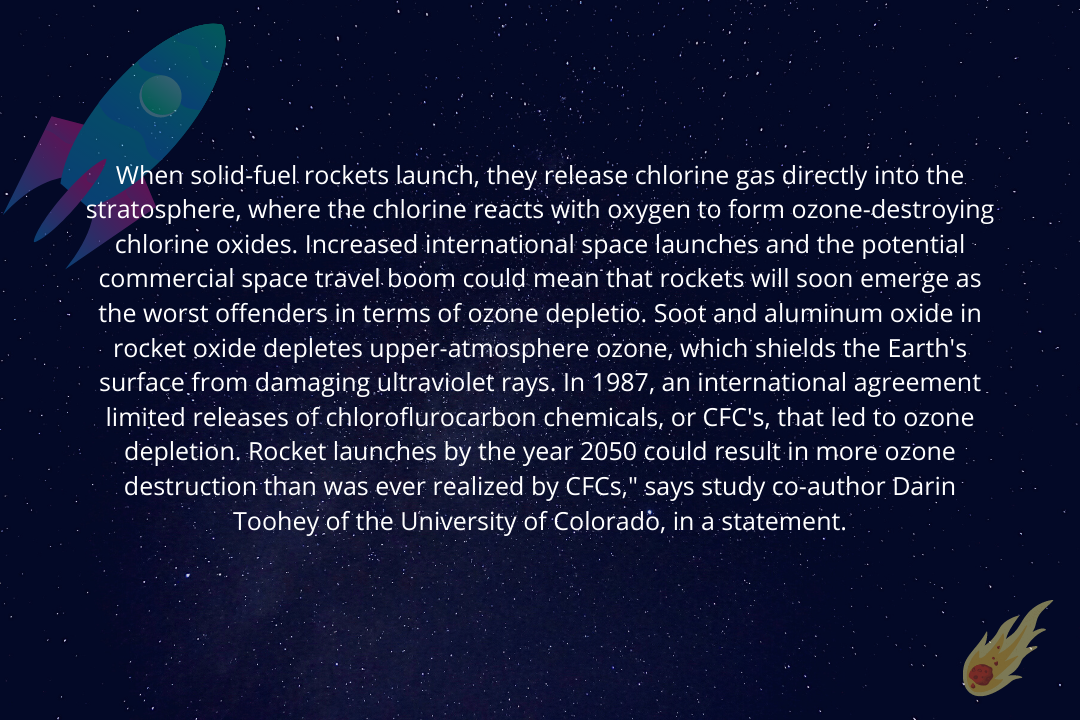 When solid-fuel rockets launch, they release chlorine gas directly into the
stratosphere, where the chlorine reacts with oxygen to form ozone-destroying
chlorine oxides. Increased international space launches and the potential
commercial space travel boom could mean that rockets will soon emerge as
the worst offenders in terms of ozone depletio. Soot and aluminum oxide in
rocket oxide depletes upper-atmosphere ozone, which shields the Earth's
surface from damaging ultraviolet rays. In 1987, an international agreement
limited releases of chloroflurocarbon chemicals, or CFC's, that led to ozone
depletion. Rocket launches by the year 2050 could result in more ozone
destruction than was ever realized by CFCs," says study co-author Darin
Toohey of the University of Colorado, in a statement.